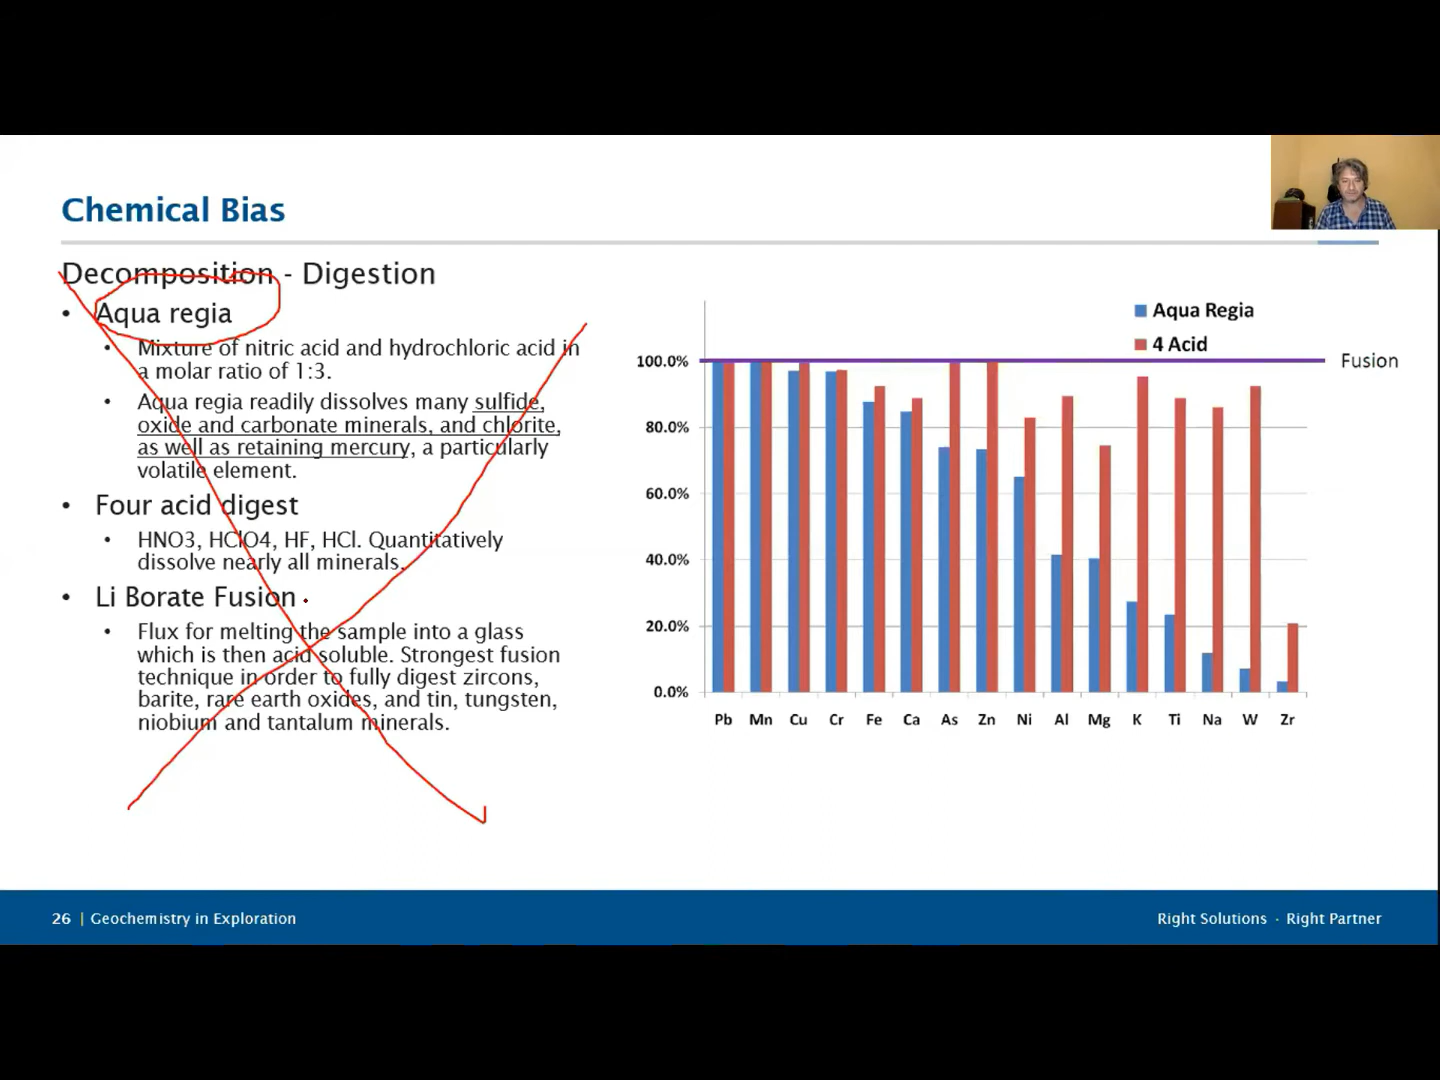 Chemical Bias
Decomposition - Digestion
• Aqua regia
• Mixture of nitric acid and hydrochloric acid in
a molar ratio of 1:3.
• Aqua regia readily dissolves many sulfide,
oxide and carbonate minerals, and chlorite,
as well as retaining mercury, a particularly
volatile element.
• Four acid digest
• HNO3, HClO4, HF, HCl. Quantitatively
dissolve nearly all minerals.
• Li Borate Fusion
• Flux for melting the sample into a glass
which is then acid soluble. Strongest fusion
technique in order to fully digest zircons,
barite, rare earth oxides, and tin, tungsten,
niobium and tantalum minerals.
Aqua Regia
4 Acid
Fusion
100.0%
80.0%
60.0%
40.0%
20.0%
0.0%
Pb Mn Cu Cr Fe Ca As Zn Ni Al Mg K Ti Na W Zr
26 | Geochemistry in Exploration
Right Solutions · Right Partner